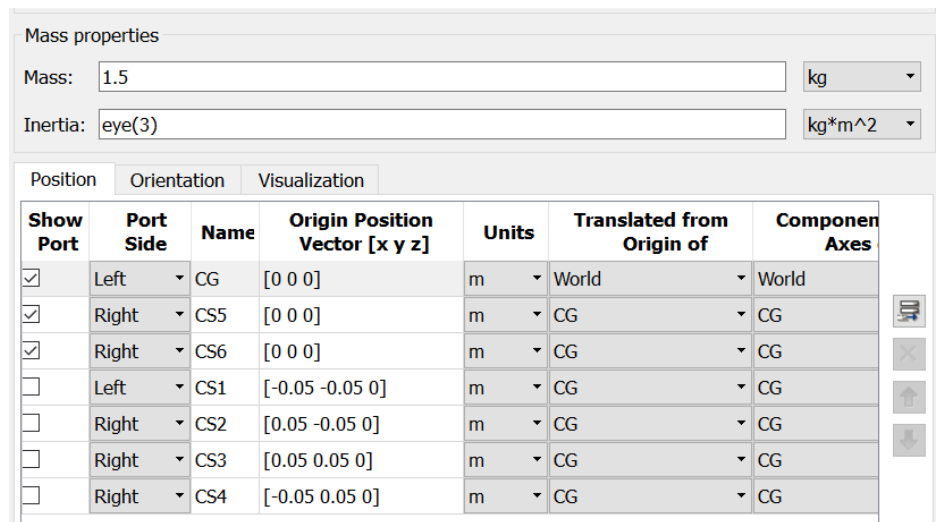 Mass properties
Mass: 1.5 kg
Inertia: eye(3) kg*m^2
Position Orientation Visualization
Show Port Origin Position Translated from Componen
Port Side Name Vector [x y z] Units Origin of Axes
Left CG [0 0 0] m World World
Right CS5 [0 0 0] m CG CG
Right CS6 [0 0 0] m CG CG
Left CS1 [-0.05 -0.05 0] m CG CG
Right CS2 [0.05 -0.05 0] m CG CG
Right CS3 [0.05 0.05 0] m CG CG
Right CS4 [-0.05 0.05 0] m CG CG